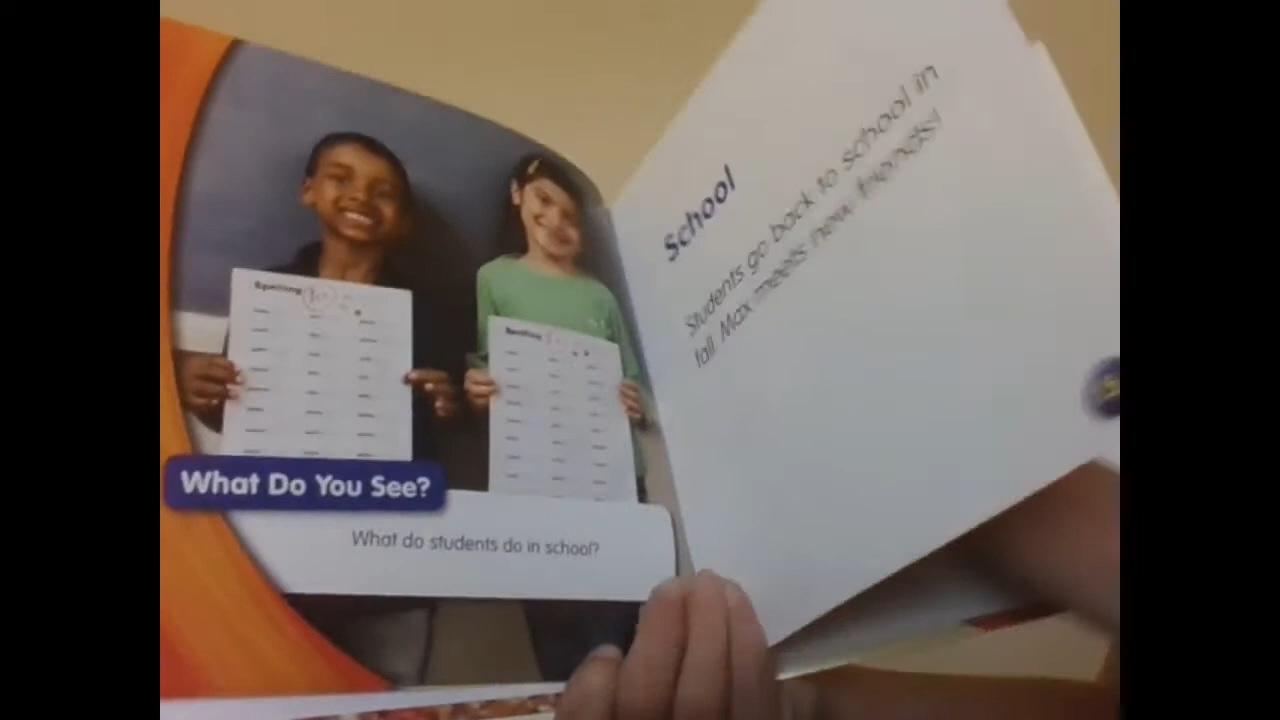 Spelling
Spelling
What Do You See?
What do students do in school?
School
Students go back to school in
fall. Max meets new friends!